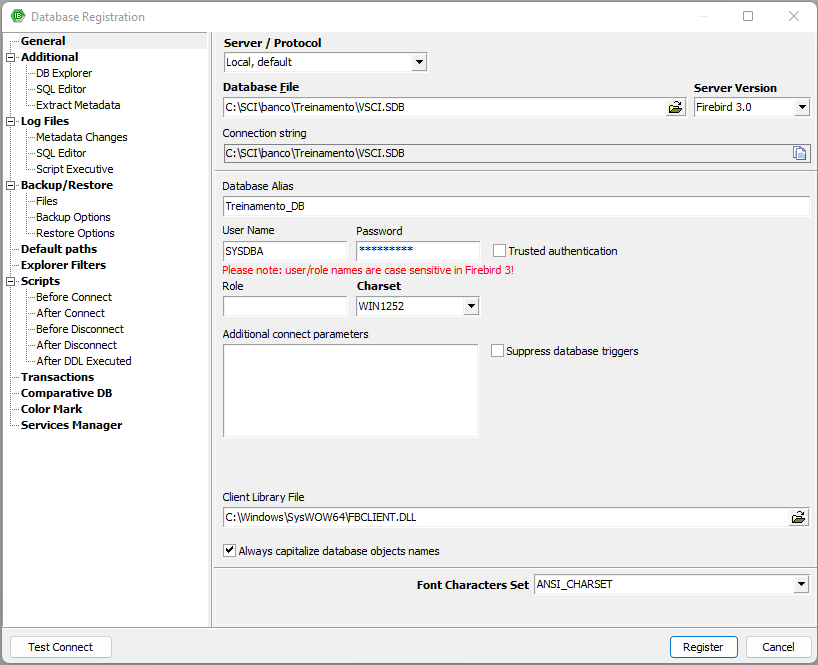 Database Registration
General
Additional
DB Explorer
SQL Editor
Extract Metadata
Log Files
Metadata Changes
SQL Editor
Script Executive
Backup/Restore
Files
Backup Options
Restore Options
Default paths
Explorer Filters
Scripts
Before Connect
After Connect
Before Disconnect
After Disconnect
After DDL Executed
Transactions
Comparative DB
Color Mark
Services Manager
Server / Protocol
Local, default
Database File
Server Version
C:\SCI\banco\Treinamento\VSCI.SDB
Firebird 3.0
Connection string
C:\SCI\banco\Treinamento\VSCI.SDB
Database Alias
Treinamento_DB
User Name
Password
SYSDBA
*********
Trusted authentication
Please note: user/role names are case sensitive in Firebird 3!
Role
Charset
WIN1252
Additional connect parameters
Suppress database triggers
Client Library File
C:\Windows\SysWOW64\FBCLIENT.DLL
Always capitalize database objects names
Font Characters Set
ANSI_CHARSET
Test Connect
Register
Cancel